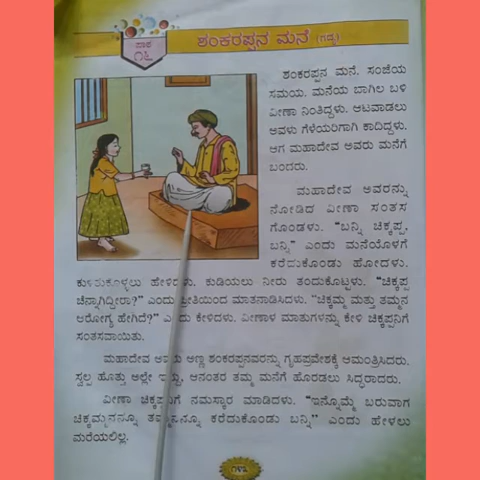 ಪಾಠ
೧೬
ಶಂಕರಪ್ಪನ ಮನೆ (ಗದ್ಯ)
ಶಂಕರಪ್ಪನ ಮನೆ. ಸಂಜೆಯ
ಸಮಯ. ಮನೆಯ ಬಾಗಿಲ ಬಳಿ
ವೀಣಾ ನಿಂತಿದ್ದಳು. ಆಟವಾಡಲು
ಅವಳು ಗೆಳೆಯರಿಗಾಗಿ ಕಾದಿದ್ದಳು.
ಆಗ ಮಹಾದೇವ ಅವರು ಮನೆಗೆ
ಬಂದರು.
ಮಹಾದೇವ ಅವರನ್ನು
ನೋಡಿದ ವೀಣಾ ಸಂತಸ
ಗೊಂಡಳು. “ಬನ್ನಿ ಚಿಕ್ಕಪ್ಪ,
ಬನ್ನಿ” ಎಂದು ಮನೆಯೊಳಗೆ
ಕರೆದುಕೊಂಡು ಹೋದಳು.
ಕುಳಿತುಕೊಳ್ಳಲು ಹೇಳಿದಳು. ಕುಡಿಯಲು ನೀರು ತಂದುಕೊಟ್ಟಳು. “ಚಿಕ್ಕಪ್ಪ
ಚೆನ್ನಾಗಿದ್ದೀರಾ?” ಎಂದು ಪ್ರೀತಿಯಿಂದ ಮಾತನಾಡಿಸಿದಳು. “ಚಿಕ್ಕಮ್ಮ ಮತ್ತು ತಮ್ಮನ
ಆರೋಗ್ಯ ಹೇಗಿದೆ?” ಎಂದು ಕೇಳಿದಳು. ವೀಣಾಳ ಮಾತುಗಳನ್ನು ಕೇಳಿ ಚಿಕ್ಕಪ್ಪನಿಗೆ
ಸಂತಸವಾಯಿತು.
ಮಹಾದೇವ ಅವರು ಅಣ್ಣ ಶಂಕರಪ್ಪನವರನ್ನು ಗೃಹಪ್ರವೇಶಕ್ಕೆ ಆಮಂತ್ರಿಸಿದರು.
ಸ್ವಲ್ಪ ಹೊತ್ತು ಅಲ್ಲೇ ಇದ್ದು, ಆನಂತರ ತಮ್ಮ ಮನೆಗೆ ಹೊರಡಲು ಸಿದ್ಧರಾದರು.
ವೀಣಾ ಚಿಕ್ಕಪ್ಪನಿಗೆ ನಮಸ್ಕಾರ ಮಾಡಿದಳು. “ಇನ್ನೊಮ್ಮೆ ಬರುವಾಗ
ಚಿಕ್ಕಮ್ಮನನ್ನೂ ತಮ್ಮನನ್ನೂ ಕರೆದುಕೊಂಡು ಬನ್ನಿ” ಎಂದು ಹೇಳಲು
ಮರೆಯಲಿಲ್ಲ.